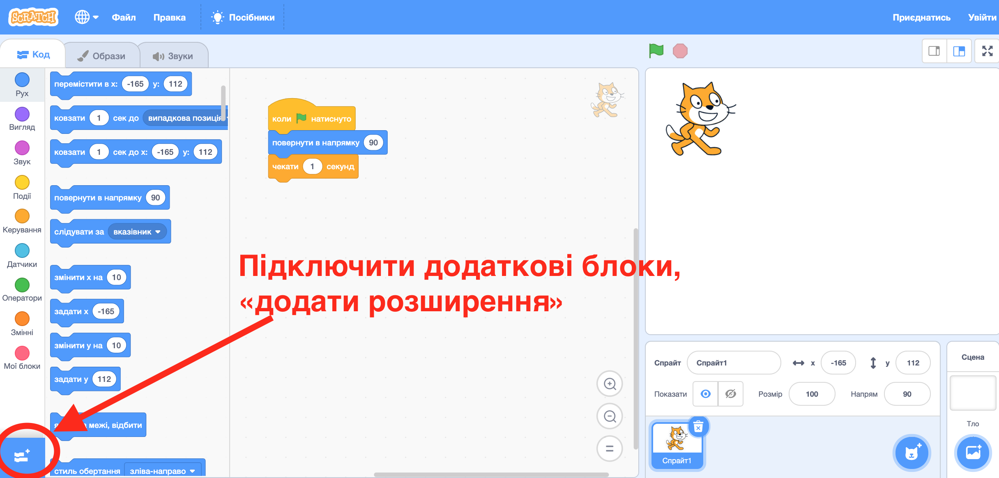 SCRATCH
Файл
Правка
Посібники
Приєднатись
Увійти
Код
Образи
Звуки
Рух
Вигляд
Звук
Події
Керування
Датчики
Оператори
Змінні
Мої блоки
перемістити в x: -165 y: 112
ковзати 1 сек до випадкова позиція
ковзати 1 сек до x: -165 y: 112
повернути в напрямку 90
слідувати за вказівник
змінити x на 10
задати x -165
змінити y на 10
задати y 112
межі, відбити
стиль обертання зліва-направо
коли натиснуто
повернути в напрямку 90
чекати 1 секунд
Підключити додаткові блоки,
«додати розширення»
Спрайт Спрайт1 x -165 y 112
Показати Розмір 100 Напрям 90
Спрайт1
Сцена
Тло